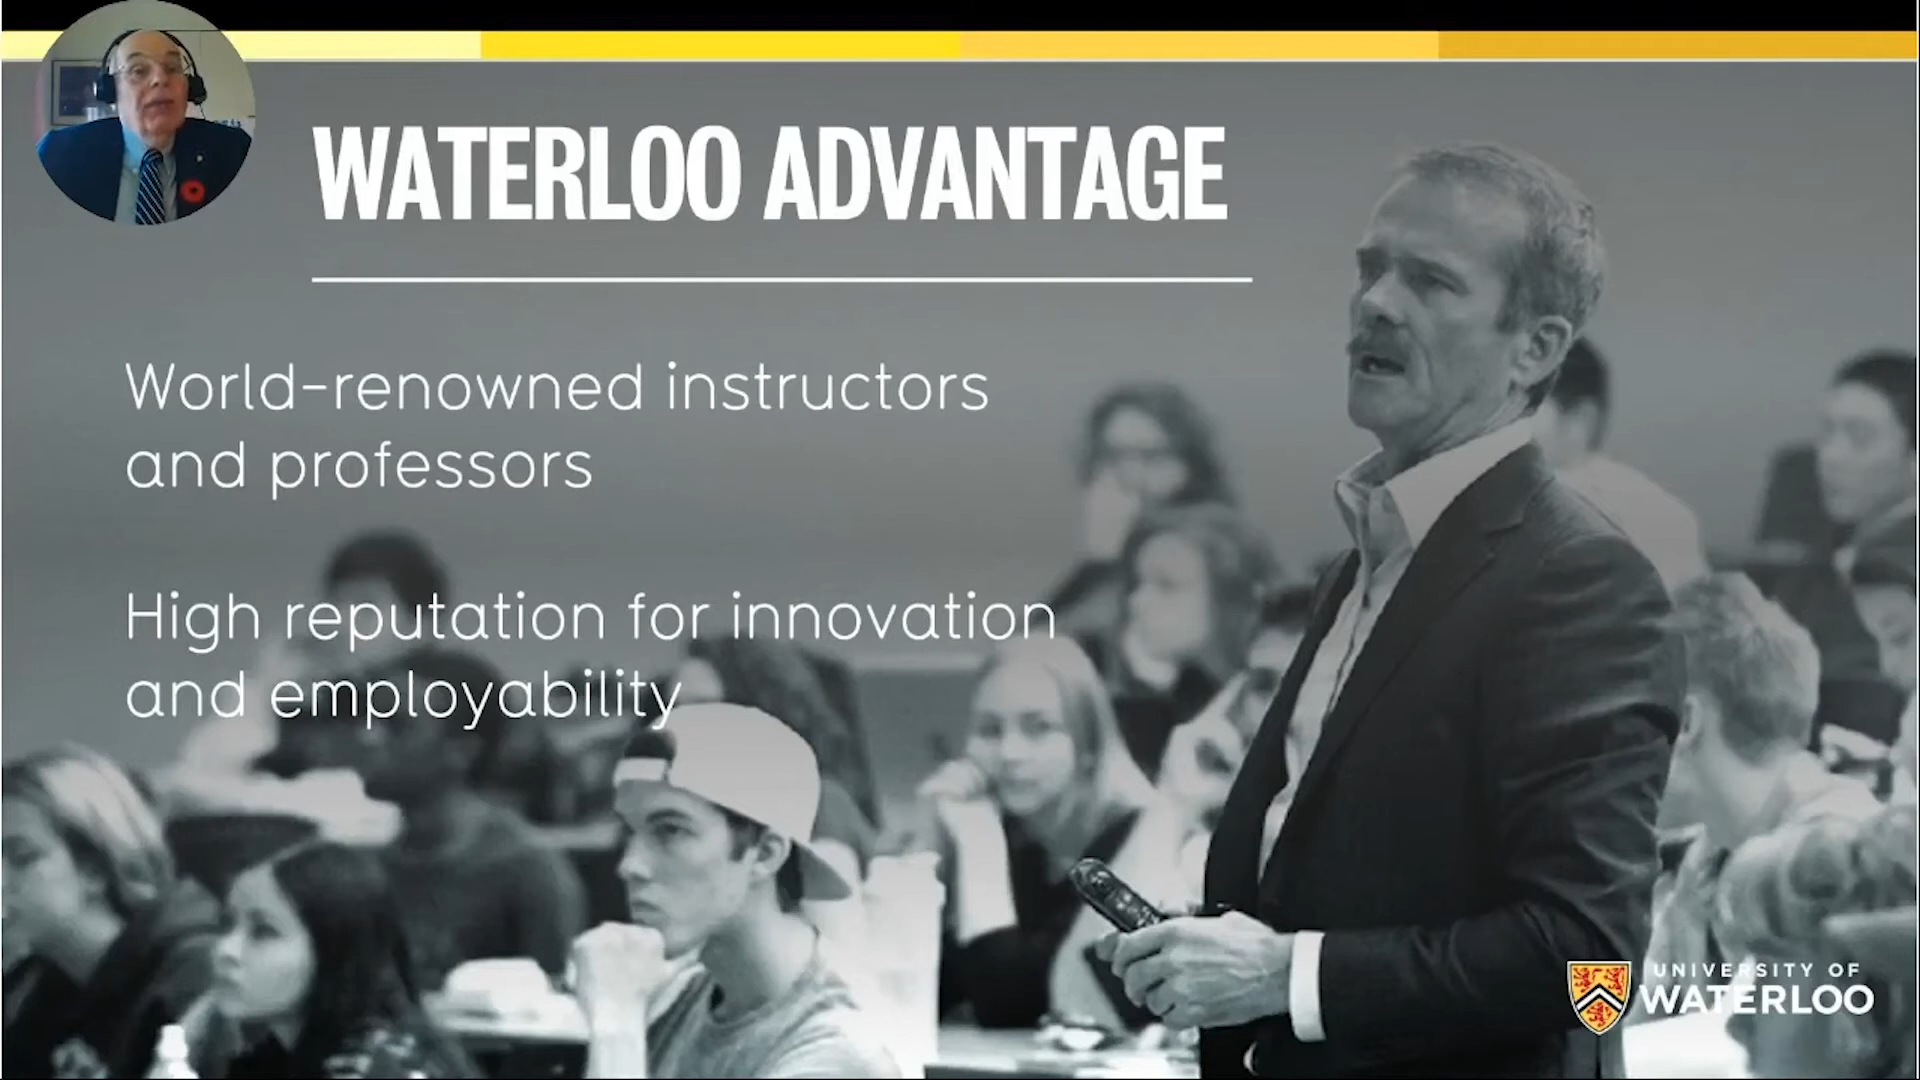 WATERLOO ADVANTAGE
World-renowned instructors
and professors
High reputation for innovation
and employability
UNIVERSITY OF
WATERLOO